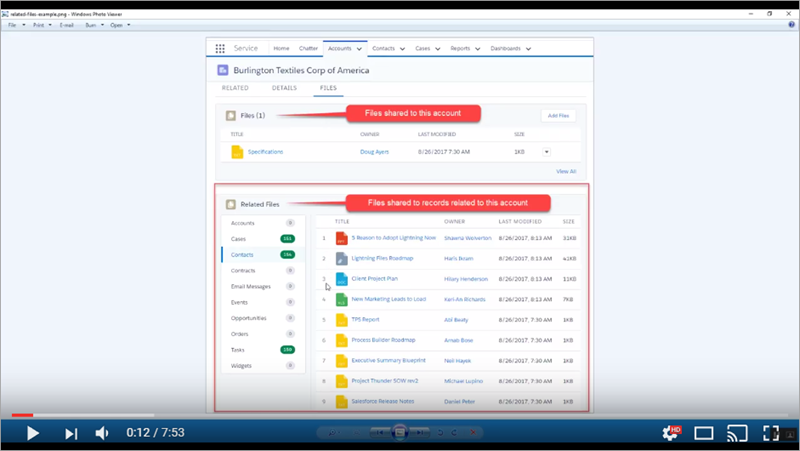 related-files-example.png - Windows Photo Viewer
File Print E-mail Burn Open
Service Home Chatter Accounts Contacts Cases Reports Dashboards
Burlington Textiles Corp of America
RELATED DETAILS FILES
Files (1) Files shared to this account Add Files
TITLE OWNER LAST MODIFIED SIZE
Specifications Doug Ayers 8/26/2017 7:30 AM 1KB
View All
Related Files Files shared to records related to this account
TITLE OWNER LAST MODIFIED SIZE
Accounts 0
Cases
Contacts
Contracts 0
Email Messages 0
Events 0
Opportunities 0
Orders 0
Tasks
Widgets 0
1 5 Reason to Adopt Lightning Now Shawna Wolverton 8/26/2017, 8:13 AM 31KB
2 Lightning Files Roadmap 8/26/2017, 8:13 AM 41KB
3 Client Project Plan Hilary Henderson 8/26/2017, 8:13 AM 11KB
4 New Marketing Leads to Load Keri-An Richards 8/26/2017, 8:13 AM 7KB
5 TPS Report Beaty 8/26/2017, 7:30 AM 1KB
6 Process Builder Roadmap Arnab Bose 8/26/2017, 7:30 AM 1KB
7 Executive Summary Blueprint Neil Hayek 8/26/2017, 7:30 AM 1KB
8 Project Thunder SOW rev2 Michael Lupino 8/26/2017, 7:30 AM 1KB
9 Salesforce Release Notes Daniel Peter 8/26/2017, 7:30 AM 1KB
0:12 / 7:53 HD